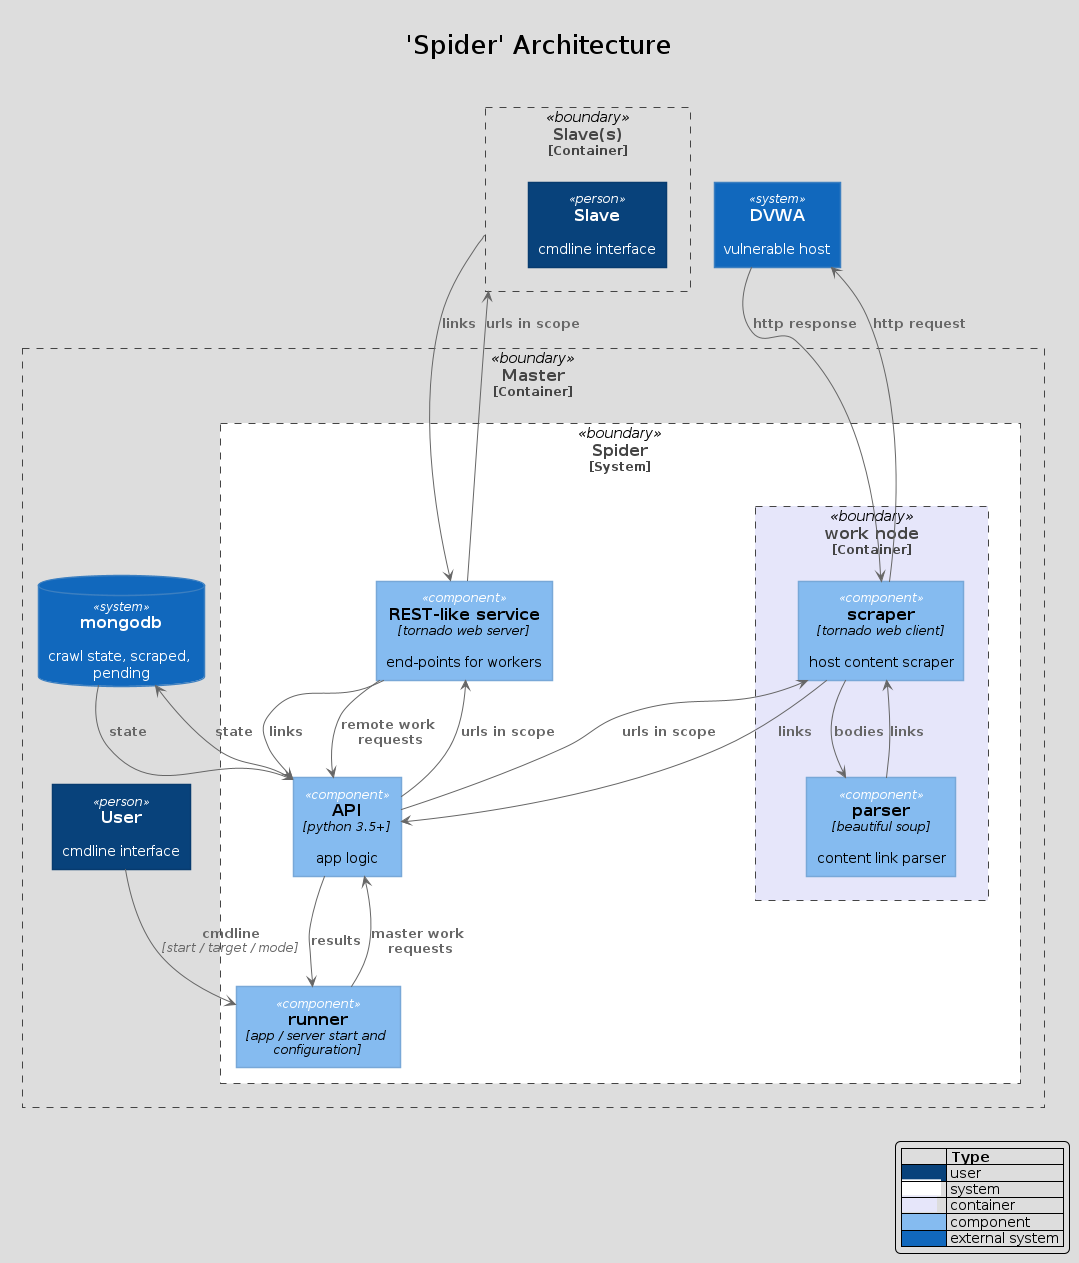 'Spider' Architecture
«boundary»
Slave(s)
[Container]
«person»
Slave
cmdline interface
«system»
DVWA
vulnerable host
links
urls in scope
http response
http request
«boundary»
Master
[Container]
«boundary»
Spider
[System]
«boundary»
work node
[Container]
«system»
mongodb
crawl state, scraped,
pending
«component»
REST-like service
[tornado web server]
end-points for workers
«component»
scraper
[tornado web client]
host content scraper
state
state
links
remote work
requests
urls in scope
urls in scope
links
bodies
links
«person»
User
cmdline interface
«component»
API
[python 3.5+]
app logic
«component»
parser
[beautiful soup]
content link parser
cmdline
[start / target / mode]
results
master work
requests
«component»
runner
[app / server start and
configuration]
Type
user
system
container
component
external system